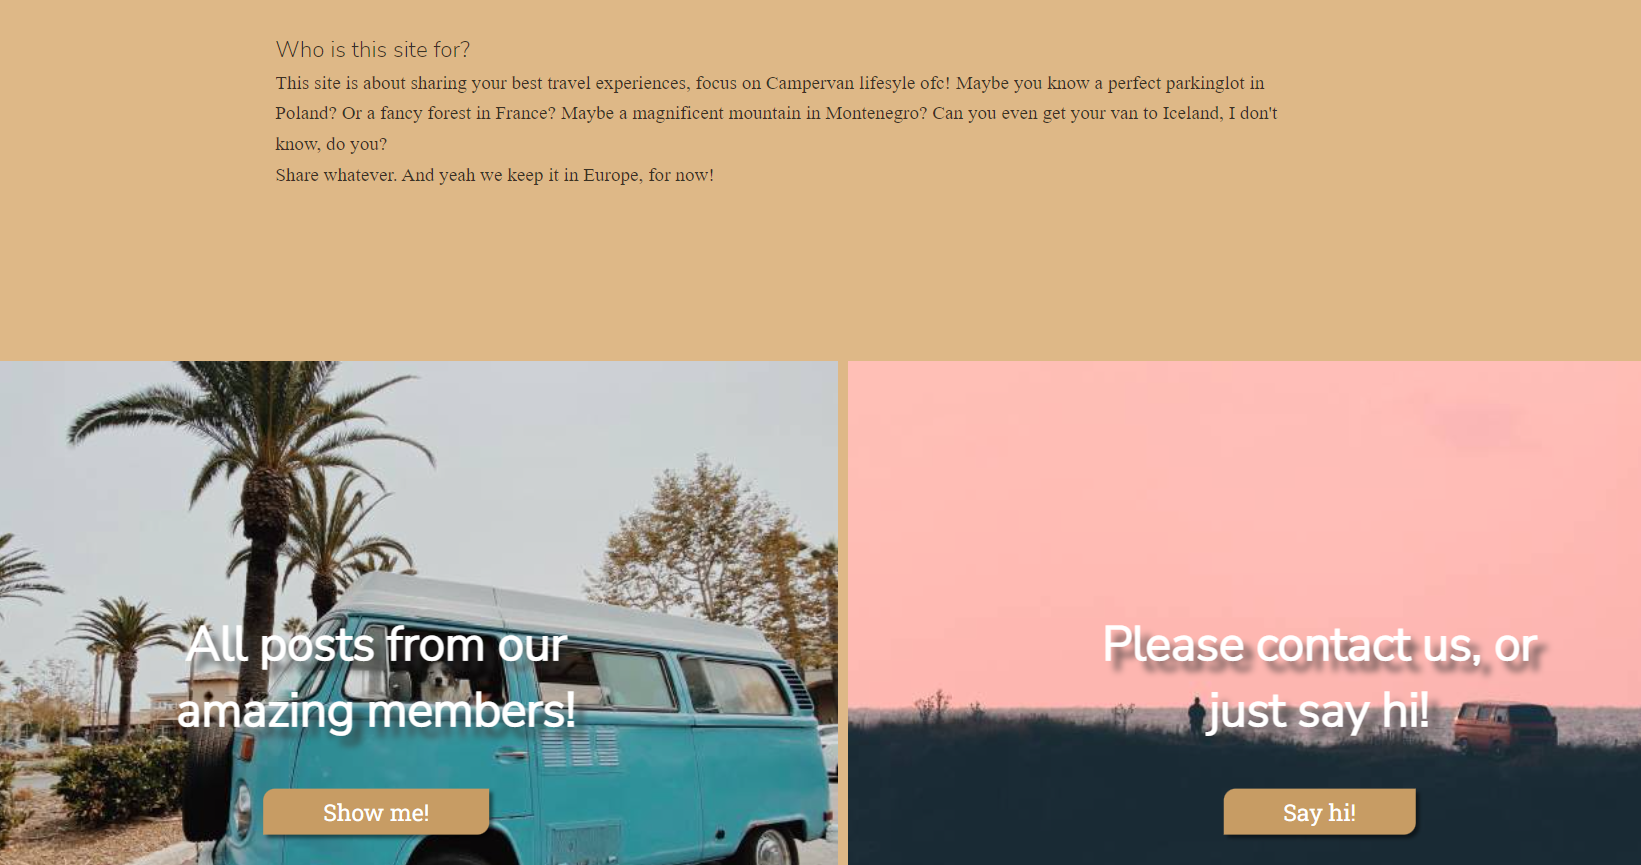 Who is this site for?
This site is about sharing your best travel experiences, focus on Campervan lifesyle ofc! Maybe you know a perfect parkinglot in
Poland? Or a fancy forest in France? Maybe a magnificent mountain in Montenegro? Can you even get your van to Iceland, I don't
know, do you?
Share whatever. And yeah we keep it in Europe, for now!
All posts from our
amazing members!
Show me!
Please contact us, or
just say hi!
Say hi!